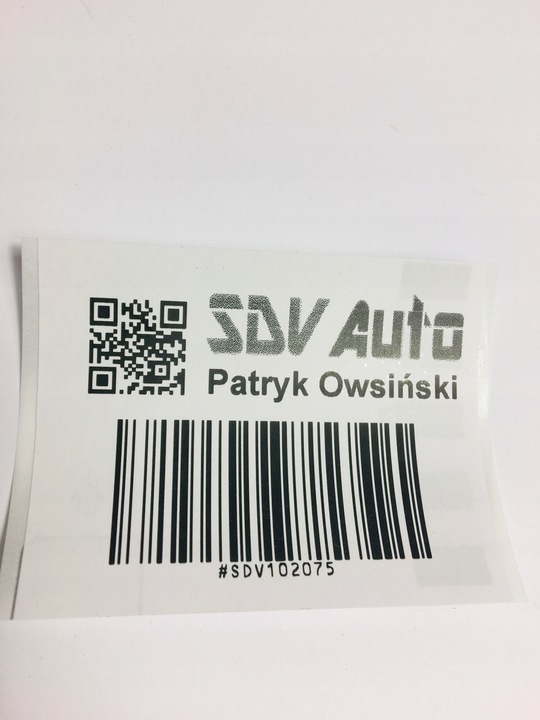 SDV Auto
Patryk Owsiński
#SDV102075